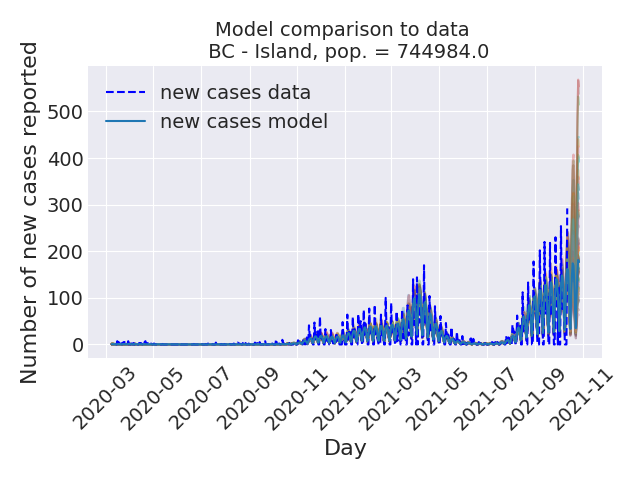 Model comparison to data
BC - Island, pop. = 744984.0
Number of new cases reported
500
400
300
200
100
0
new cases data
new cases model
2020-03
2020-05
2020-07
2020-09
2020-11
2021-01
2021-03
2021-05
2021-07
2021-09
2021-11
Day